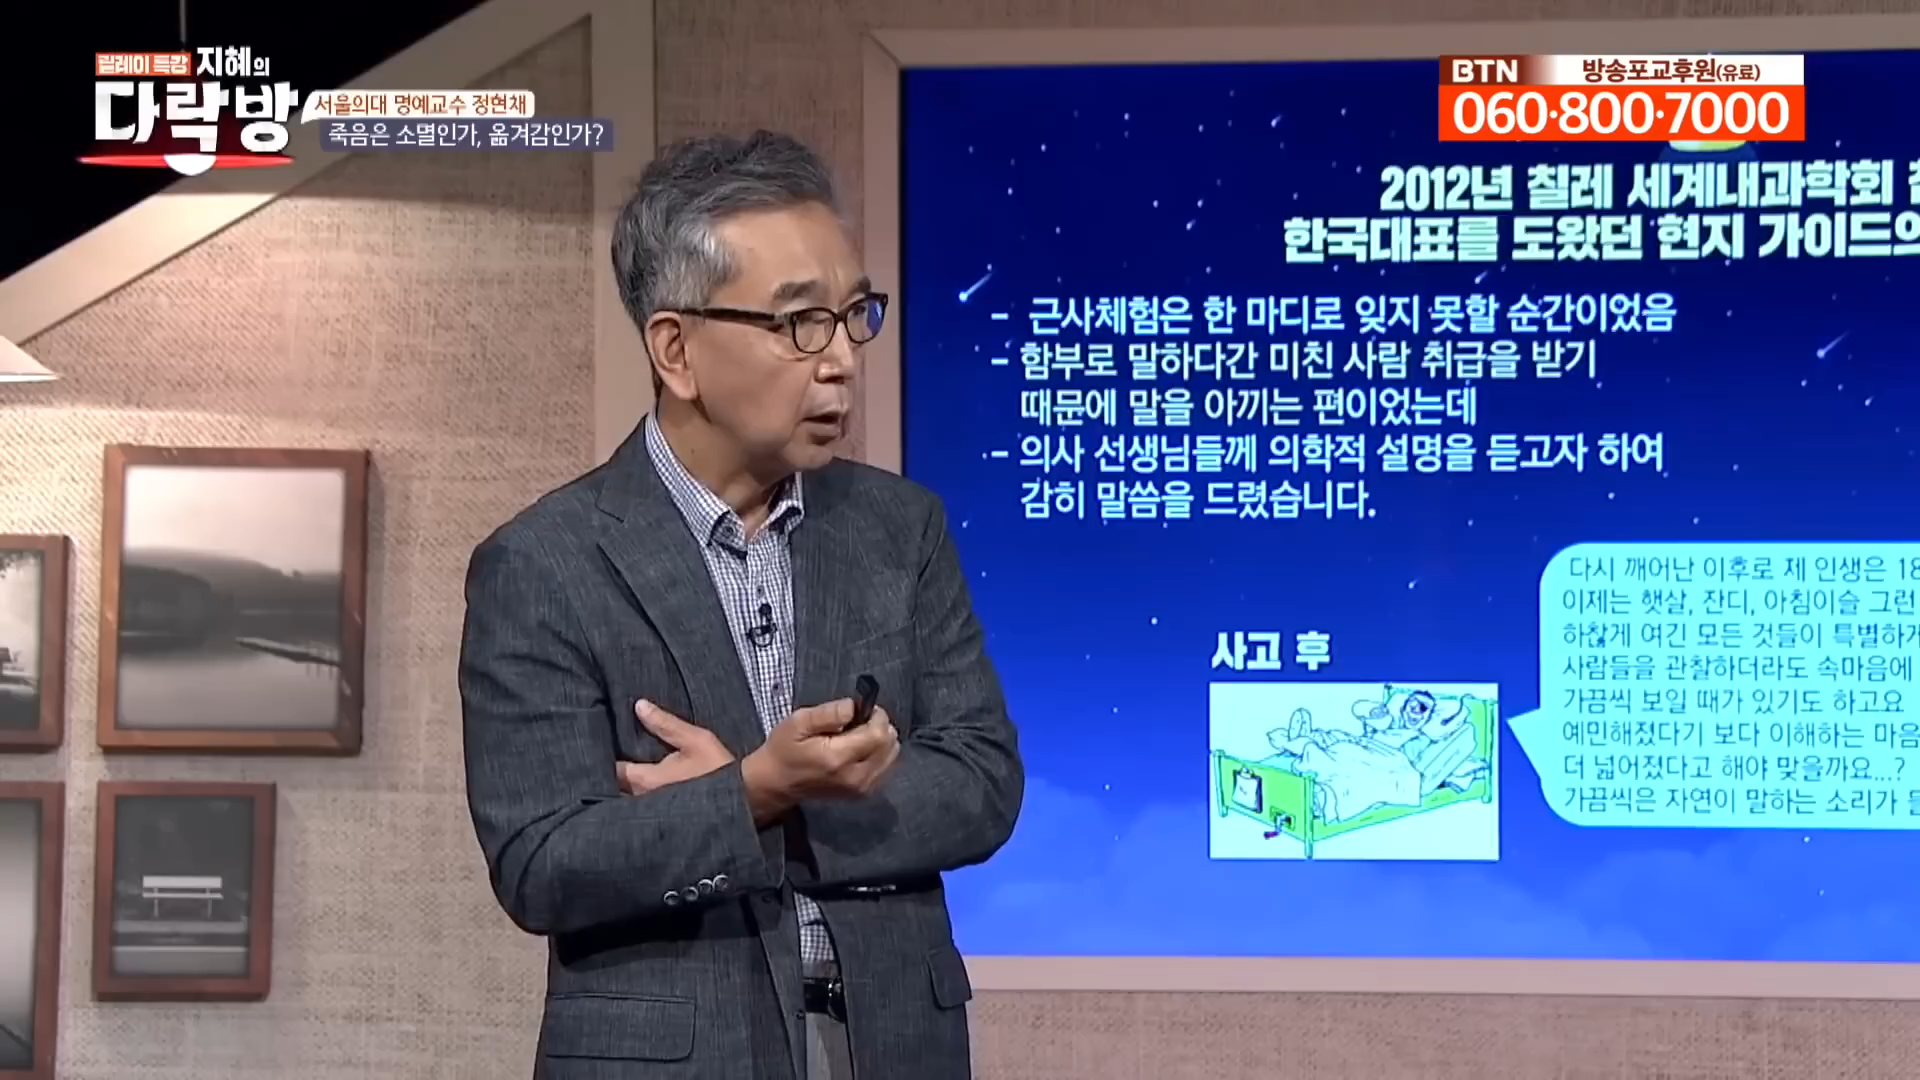 릴레이 특강 지혜의
다락방
서울의대 명예교수 정현채
죽음은 소멸인가, 옮겨감인가?
BTN 방송포교후원(유료)
060·800·7000
2012년 칠레 세계내과학회
한국대표를 도왔던 현지 가이드의
- 근사체험은 한 마디로 잊지 못할 순간이었음
- 함부로 말하다간 미친 사람 취급을 받기
때문에 말을 아끼는 편이었는데
- 의사 선생님들께 의학적 설명을 듣고자 하여
감히 말씀을 드렸습니다.
다시 깨어난 이후로 제 인생은 18
이제는 햇살, 잔디, 아침이슬 그런
하찮게 여긴 모든 것들이 특별하게
사람들을 관찰하더라도 속마음에
가끔씩 보일 때가 있기도 하고요
예민해졌다기 보다 이해하는 마음
더 넓어졌다고 해야 맞을까요...?
가끔씩은 자연이 말하는 소리가
사고 후